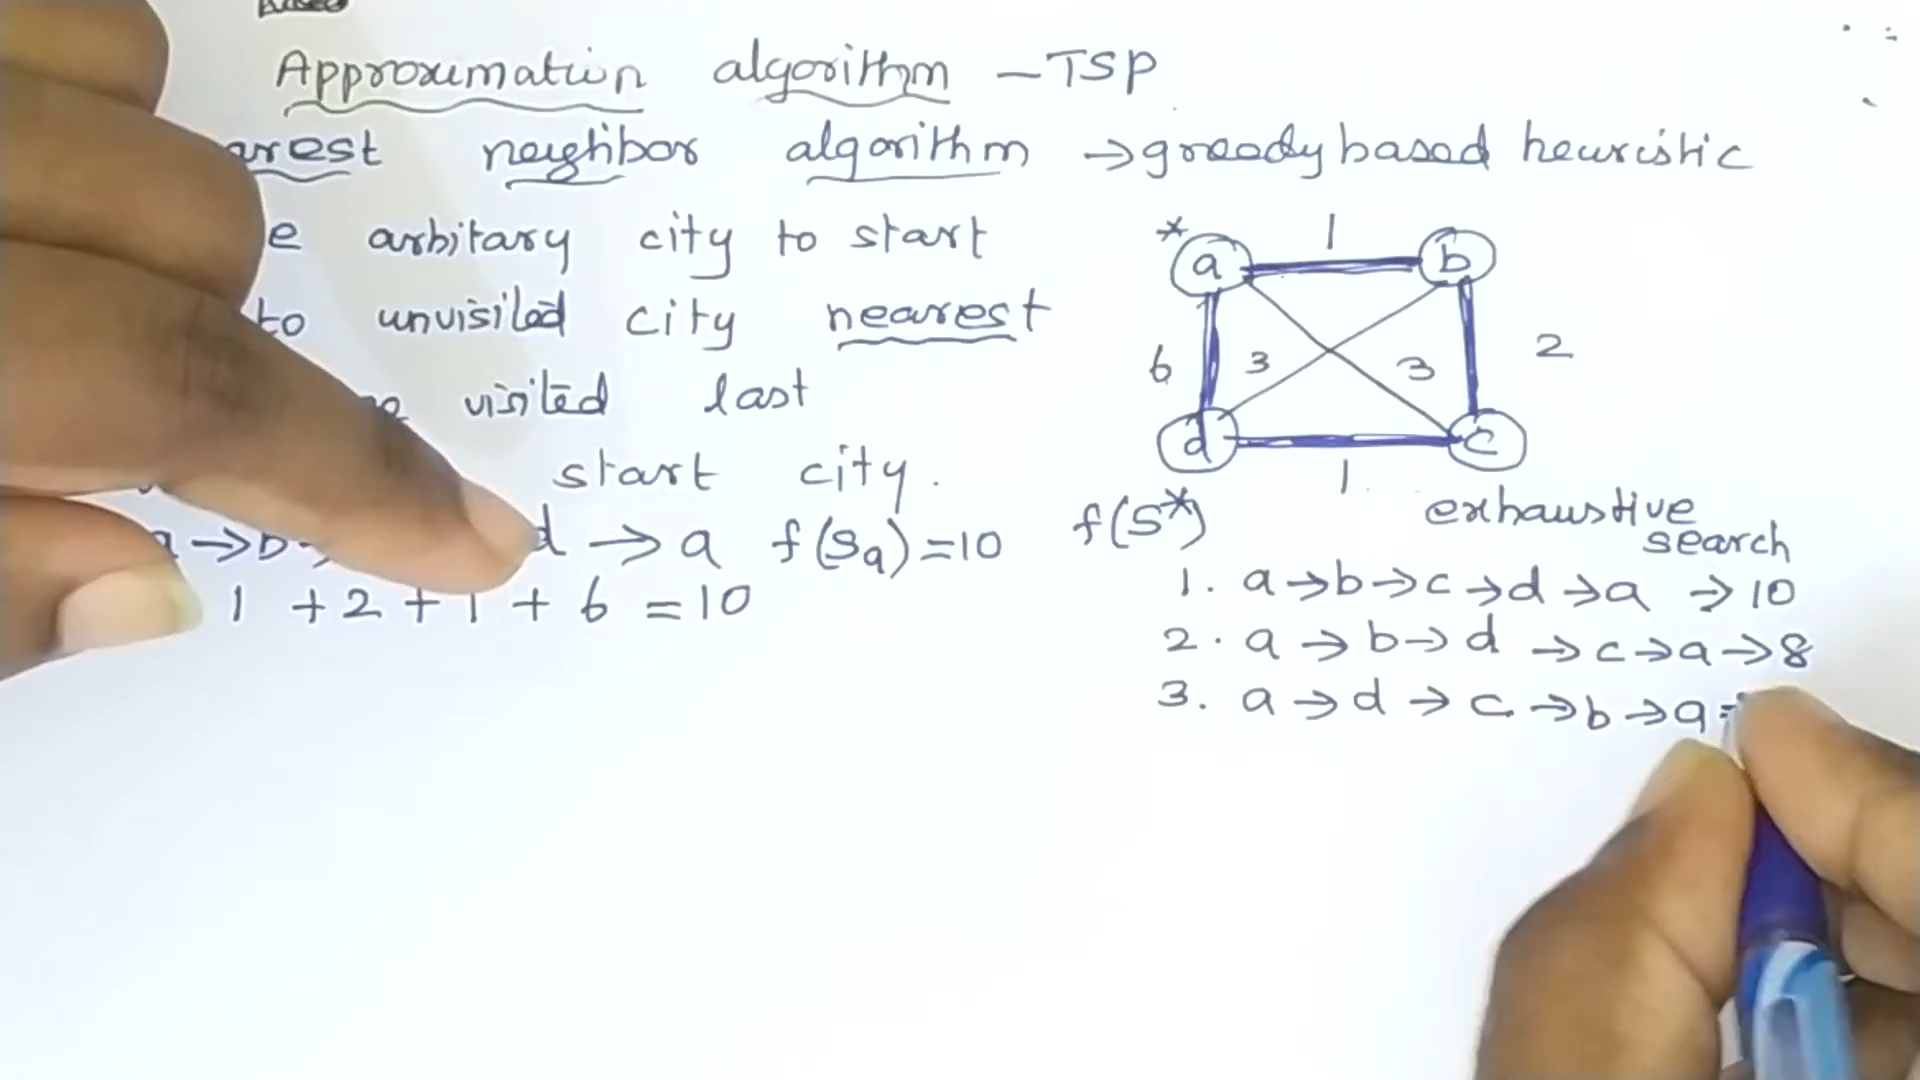 Approximation algorithm - TSP
arest neighbor algorithm → greedy based heuristic
e arbitary city to start
to unvisited city nearest
visited last
start city.
a → b → d → a f(Sa) = 10
1 + 2 + 1 + 6 = 10
* a 1 b
6 3 3 2
d 1 c
f(S*) exhaustive search
1. a → b → c → d → a → 10
2. a → b → d → c → a → 8
3. a → d → c → b → a =